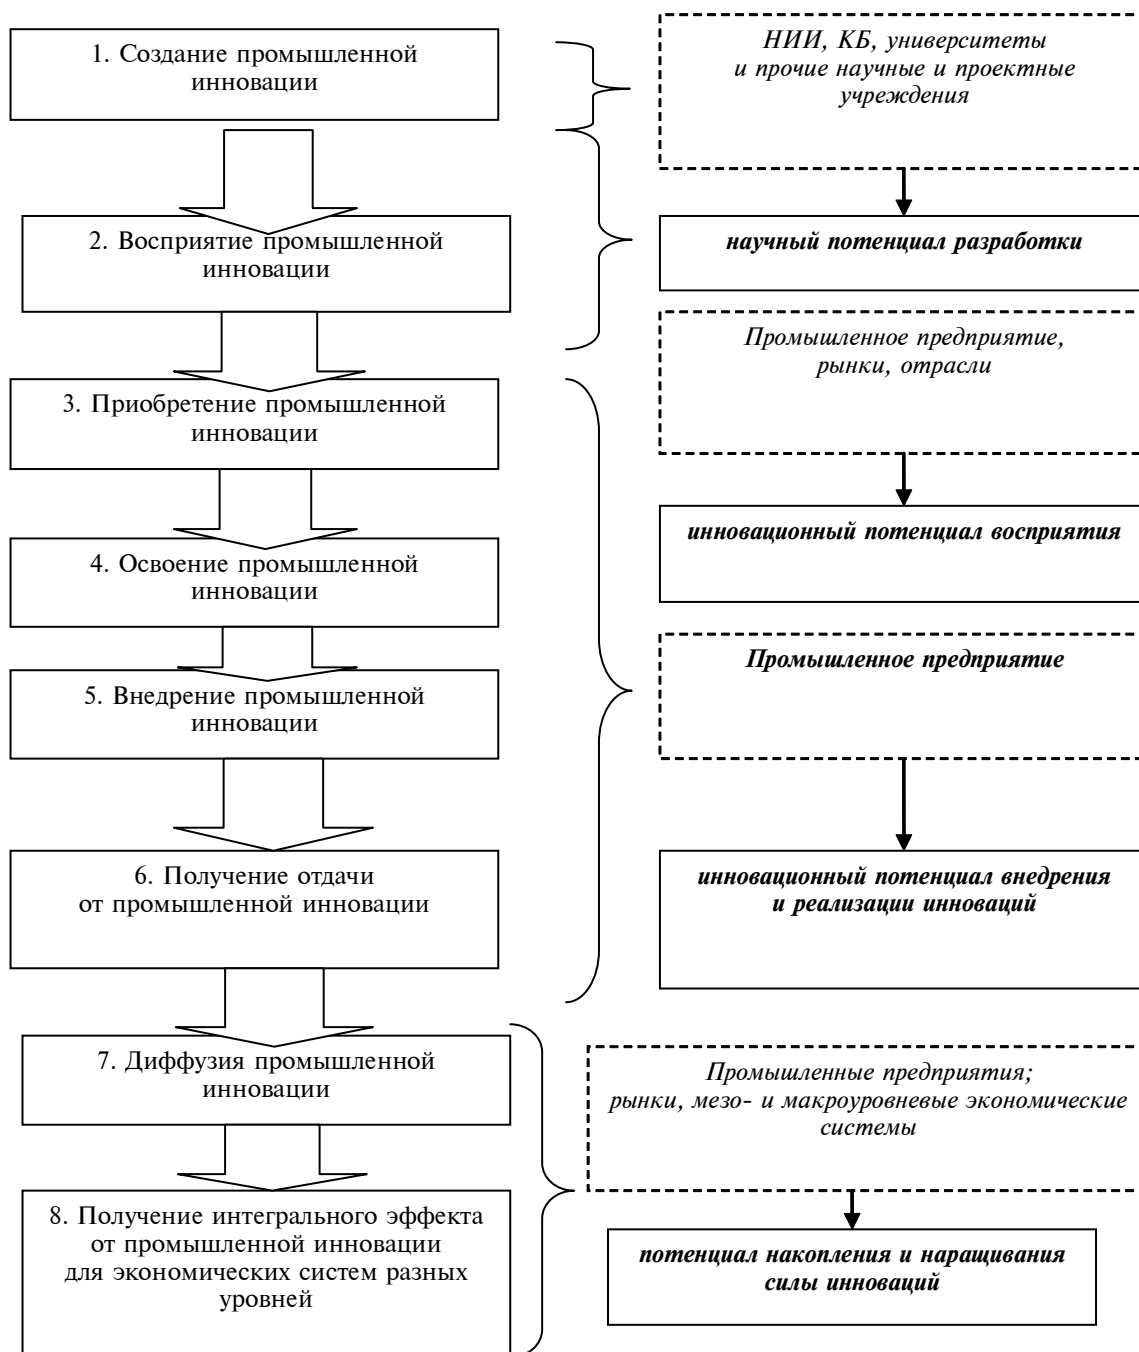 1. Создание промышленной
инновации
НИИ, КБ, университеты
и прочие научные и проектные
учреждения
2. Восприятие промышленной
инновации
научный потенциал разработки
Промышленное предприятие,
рынки, отрасли
3. Приобретение промышленной
инновации
инновационный потенциал восприятия
4. Освоение промышленной
инновации
Промышленное предприятие
5. Внедрение промышленной
инновации
6. Получение отдачи
от промышленной инновации
инновационный потенциал внедрения
и реализации инноваций
7. Диффузия промышленной
инновации
Промышленные предприятия;
рынки, мезо- и макроуровневые экономические
системы
8. Получение интегрального эффекта
от промышленной инновации
для экономических систем разных
уровней
потенциал накопления и наращивания
силы инноваций